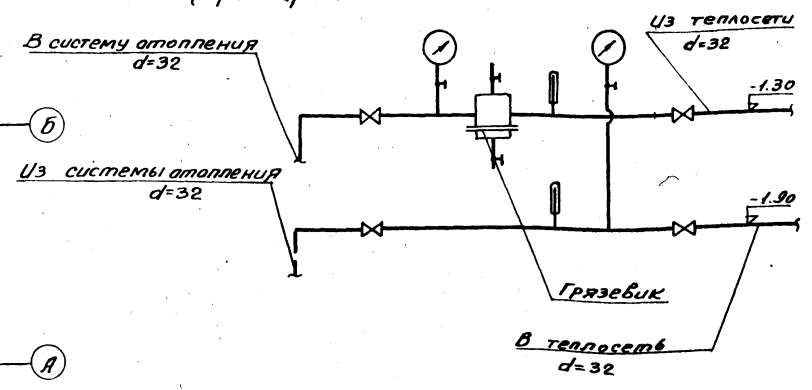 В систему отопления
d=32
Из теплосети
d=32
-1.30
Б
Из системы отопления
d=32
-1.90
Грязевик
В теплосеть
d=32
А